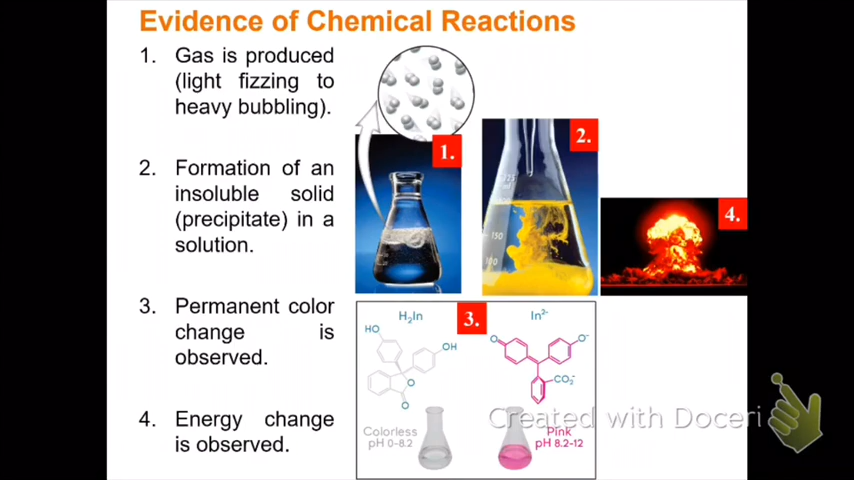 Evidence of Chemical Reactions
1. Gas is produced
(light fizzing to
heavy bubbling).
2. Formation of an
insoluble solid
(precipitate) in a
solution.
3. Permanent color
change is
observed.
4. Energy change
is observed.
1.
2.
150
100
4.
3.
H₂In
HO
OH
O
O
Colorless
pH 0-8.2
In²⁻
O
O⁻
CO₂⁻
Pink
pH 8.2-12
Created with Doceri